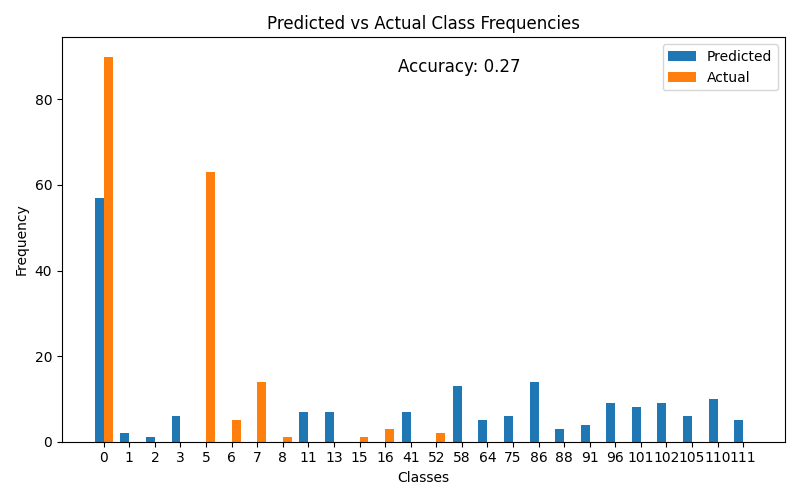 Predicted vs Actual Class Frequencies
Accuracy: 0.27
Predicted
Actual
80
60
40
20
0
Frequency
0 1 2 3 5 6 7 8 11 13 15 16 41 52 58 64 75 86 88 91 96 101 102 105 110 111
Classes